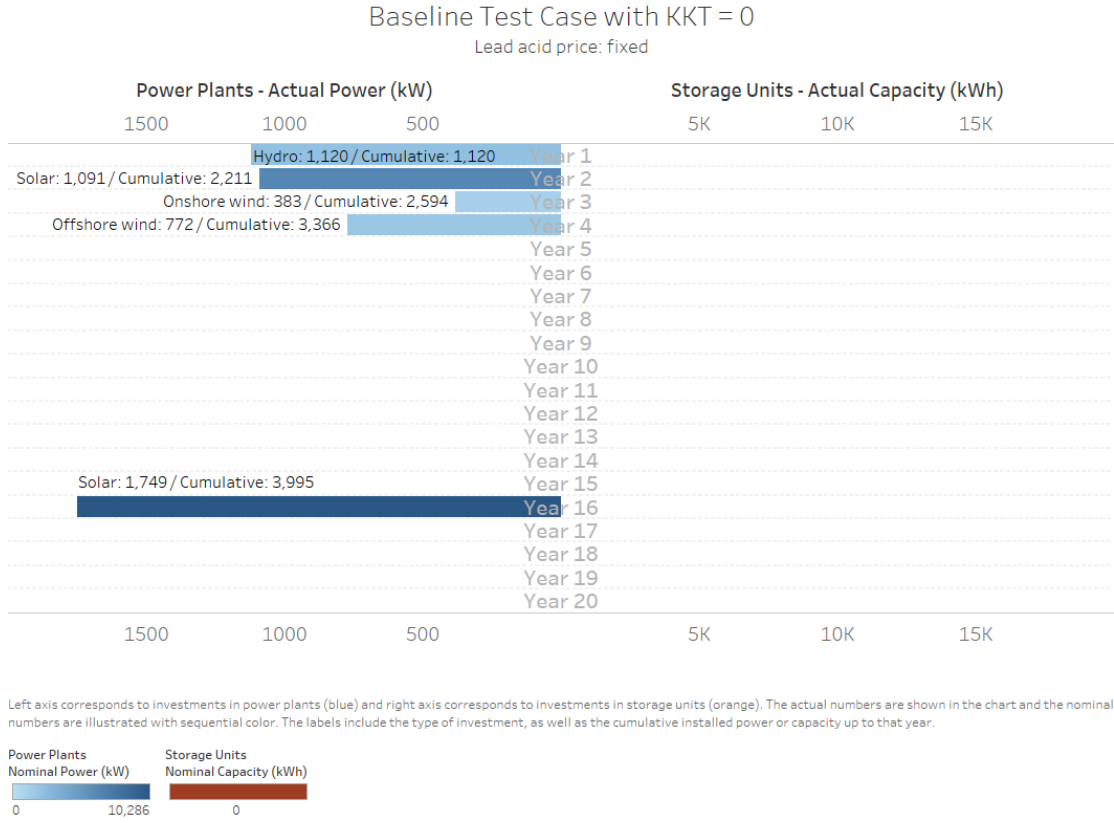 Baseline Test Case with KKT = 0
Lead acid price: fixed
Power Plants - Actual Power (kW) Storage Units - Actual Capacity (kWh)
1500 1000 500 5K 10K 15K
Hydro: 1,120 / Cumulative: 1,120 Year 1
Solar: 1,091 / Cumulative: 2,211 Year 2
Onshore wind: 383 / Cumulative: 2,594 Year 3
Offshore wind: 772 / Cumulative: 3,366 Year 4
Year 5
Year 6
Year 7
Year 8
Year 9
Year 10
Year 11
Year 12
Year 13
Year 14
Solar: 1,749 / Cumulative: 3,995 Year 15
Year 16
Year 17
Year 18
Year 19
Year 20
1500 1000 500 5K 10K 15K
Left axis corresponds to investments in power plants (blue) and right axis corresponds to investments in storage units (orange). The actual numbers are shown in the chart and the nominal
numbers are illustrated with sequential color. The labels include the type of investment, as well as the cumulative installed power or capacity up to that year.
Power Plants Storage Units
Nominal Power (kW) Nominal Capacity (kWh)
0 10,286 0